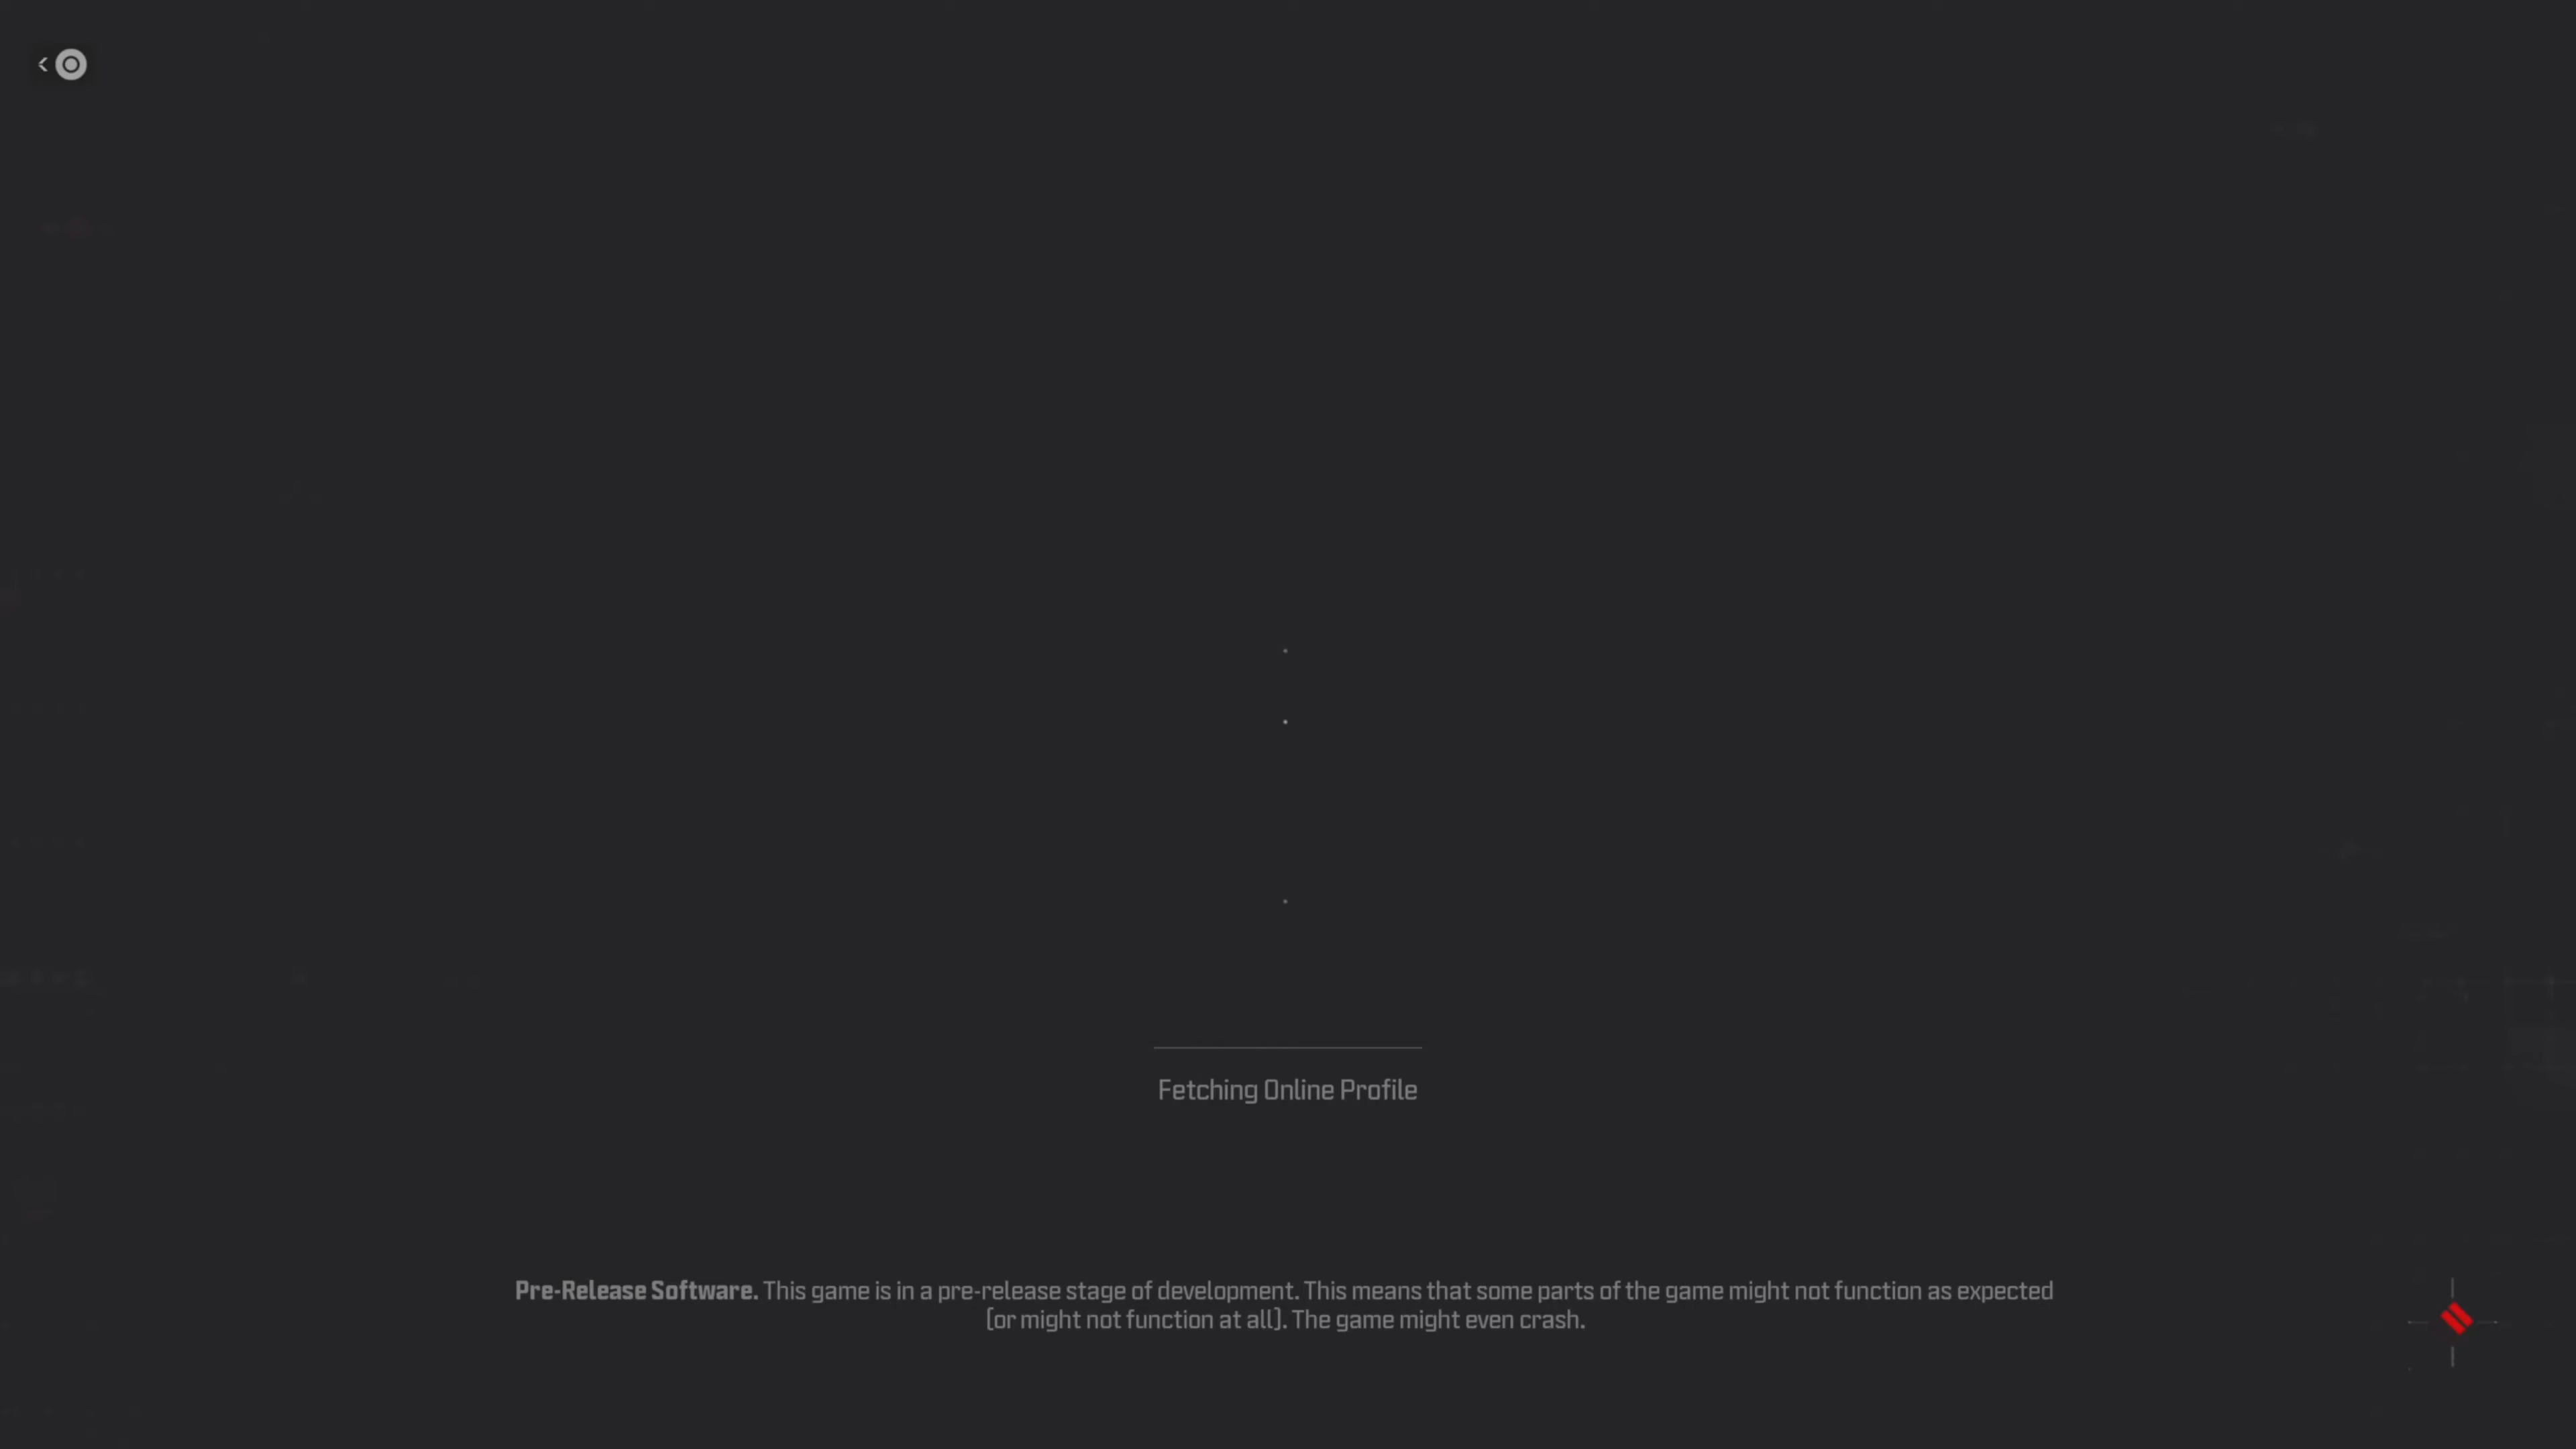 Fetching Online Profile
Pre-Release Software. This game is in a pre-release stage of development. This means that some parts of the game might not function as expected
(or might not function at all). The game might even crash.